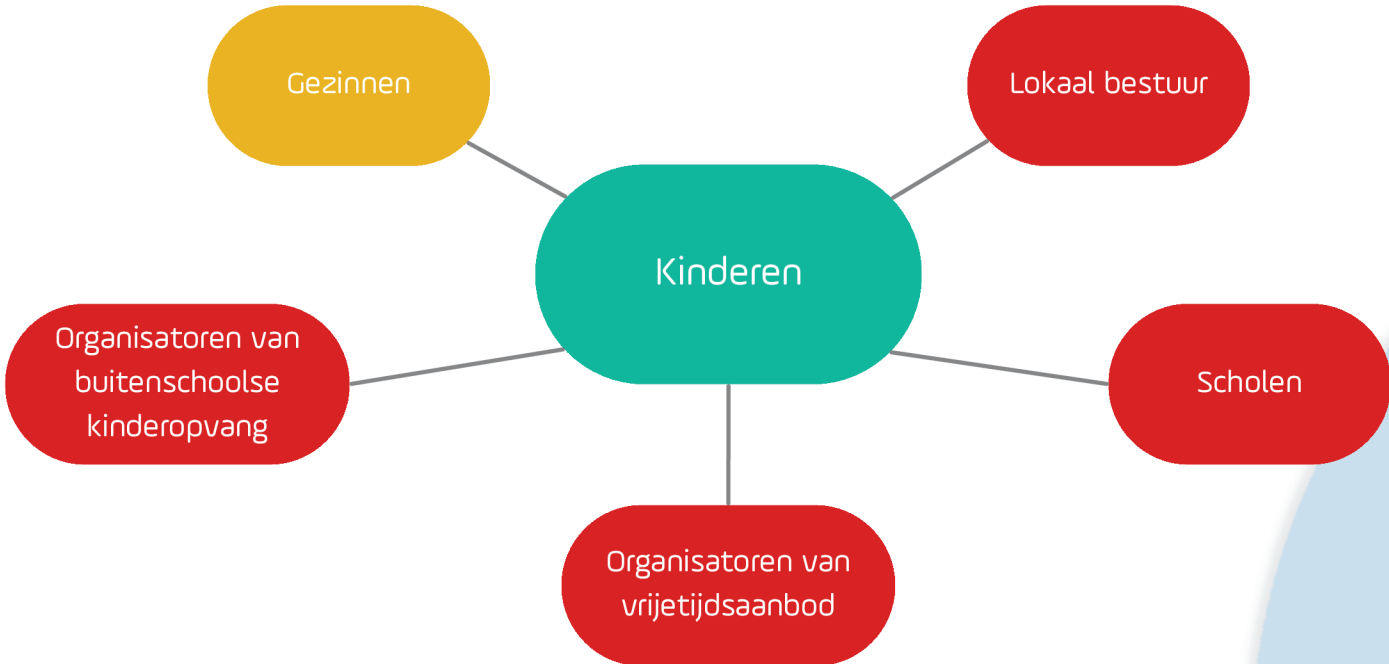 Gezinnen
Lokaal bestuur
Kinderen
Organisatoren van
buitenschoolse
kinderopvang
Scholen
Organisatoren van
vrijetijdsaanbod